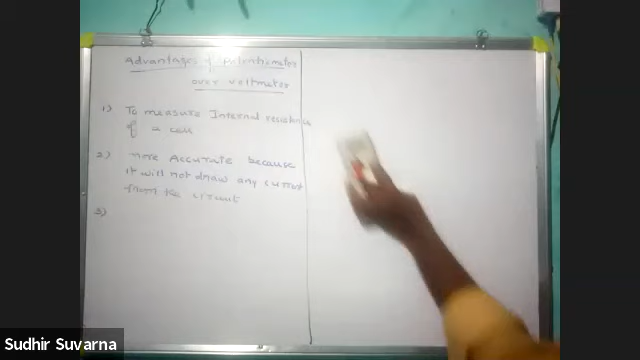 Advantages of potentiometer
over voltmeter
1) To measure Internal resistance
of a cell
2) more Accurate because
it will not draw any current
from the circuit
3)
Sudhir Suvarna